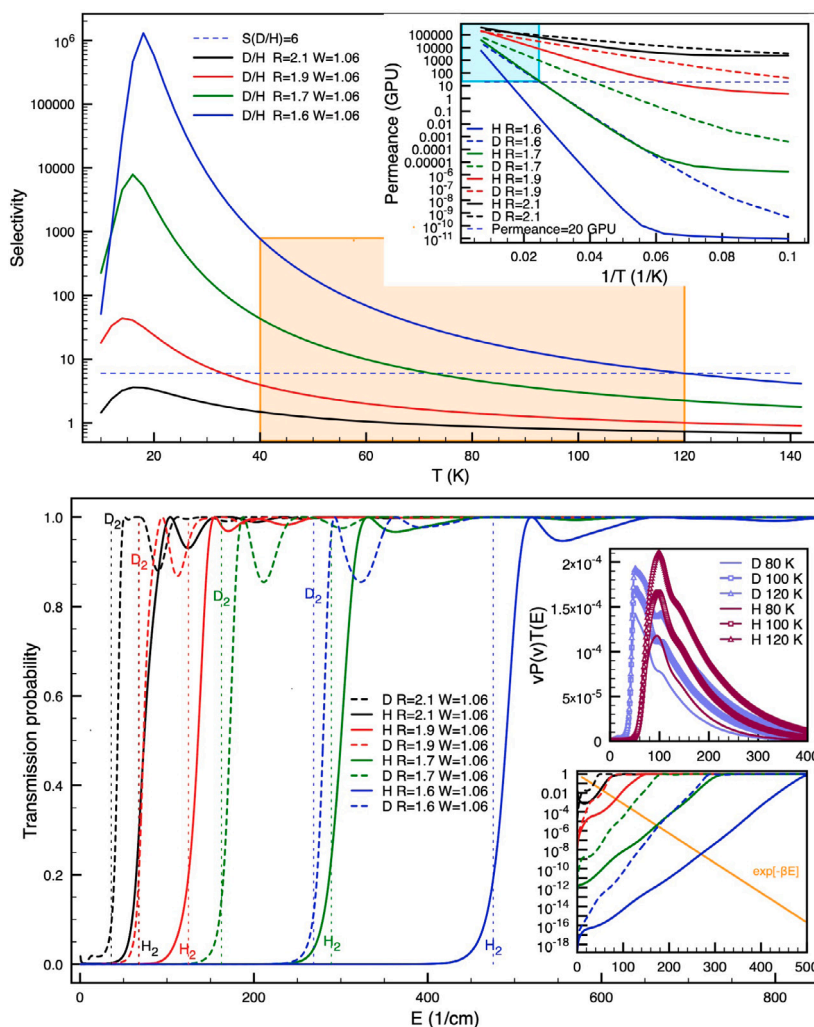 10⁶
100000
10000
1000
100
10
1
Selectivity
S(D/H)=6
D/H R=2.1 W=1.06
D/H R=1.9 W=1.06
D/H R=1.7 W=1.06
D/H R=1.6 W=1.06
20
40
60
80
100
120
140
T (K)
100000
10000
1000
100
10
0.1
0.01
0.001
0.0001
0.00001
10⁻⁶
10⁻⁷
10⁻⁸
10⁻⁹
10⁻¹⁰
10⁻¹¹
Permeance (GPU)
H R=1.6
D R=1.6
H R=1.7
D R=1.7
H R=1.9
D R=1.9
H R=2.1
D R=2.1
Permeance=20 GPU
0.02
0.04
0.06
0.08
0.1
1/T (1/K)
1.0
0.8
0.6
0.4
0.2
0.0
Transmission probability
D₂
D₂
D₂
D₂
H₂
H₂
H₂
H₂
D R=2.1 W=1.06
H R=2.1 W=1.06
H R=1.9 W=1.06
D R=1.9 W=1.06
H R=1.7 W=1.06
D R=1.7 W=1.06
H R=1.6 W=1.06
D R=1.6 W=1.06
0
200
400
600
800
E (1/cm)
2×10⁻⁴
1.5×10⁻⁴
1×10⁻⁴
5×10⁻⁵
vP(v)T(E)
D 80 K
D 100 K
D 120 K
H 80 K
H 100 K
H 120 K
0
100
200
300
400
1
0.01
10⁻⁴
10⁻⁶
10⁻⁸
10⁻¹⁰
10⁻¹²
10⁻¹⁴
10⁻¹⁶
10⁻¹⁸
exp[-βE]
0
100
200
300
400
500